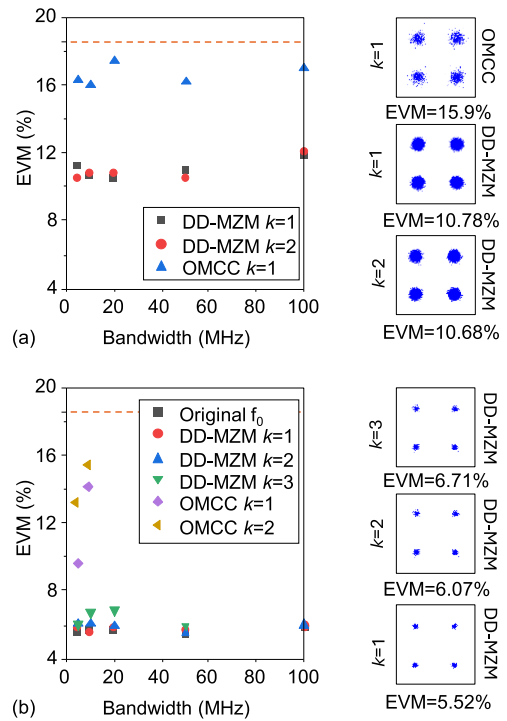 20
16
12
8
4
EVM (%)
DD-MZM k=1
DD-MZM k=2
OMCC k=1
0
20
40
60
80
100
Bandwidth (MHz)
(a)
k=1
OMCC
EVM=15.9%
k=1
DD-MZM
EVM=10.78%
k=2
DD-MZM
EVM=10.68%
20
16
12
8
4
EVM (%)
Original f0
DD-MZM k=1
DD-MZM k=2
DD-MZM k=3
OMCC k=1
OMCC k=2
0
20
40
60
80
100
Bandwidth (MHz)
(b)
k=3
DD-MZM
EVM=6.71%
k=2
DD-MZM
EVM=6.07%
k=1
DD-MZM
EVM=5.52%